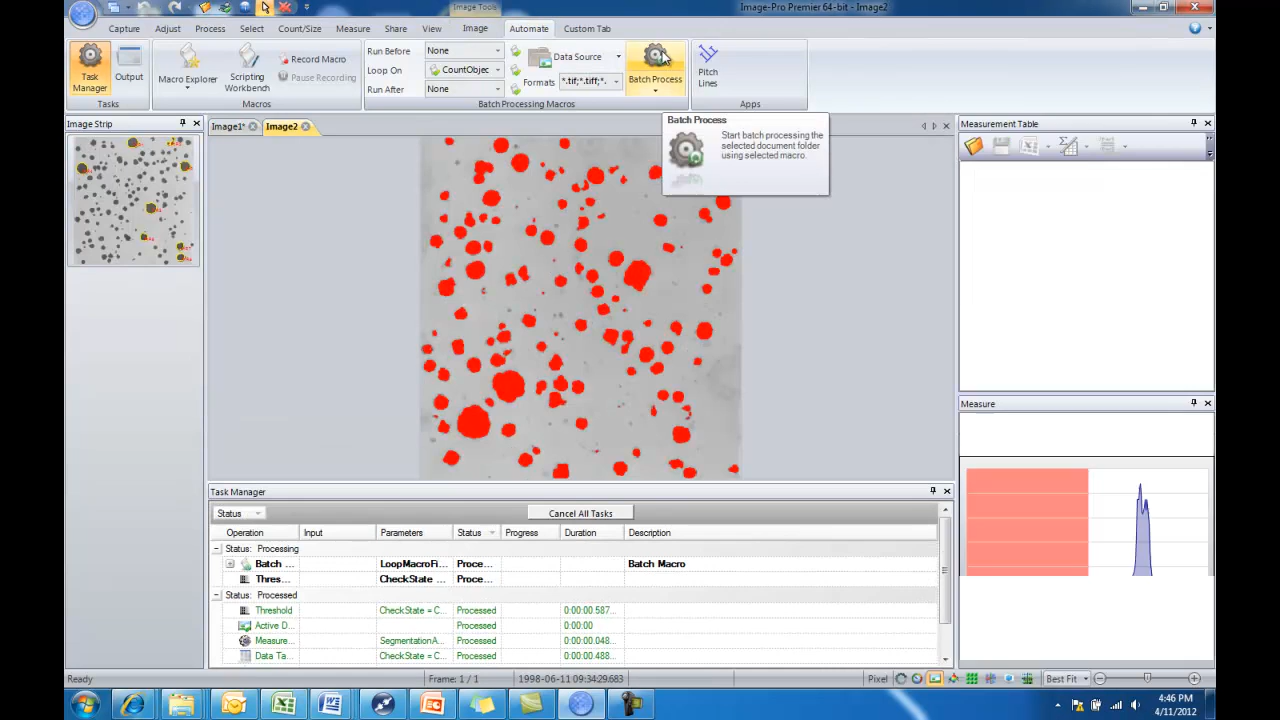 Image Tools
Image-Pro Premier 64-bit - Image2
Capture Adjust Process Select Count/Size Measure Share View Image Automate Custom Tab
Task Manager
Output
Tasks
Macro Explorer
Scripting Workbench
Record Macro
Pause Recording
Macros
Run Before None
Loop On CountObjec
Run After None
Data Source
Formats *.tif;*.tiff;*.
Batch Process
Batch Processing Macros
Pitch Lines
Apps
Image Strip
Image1* Image2
Batch Process
Start batch processing the
selected document folder
using selected macro.
Measurement Table
Measure
Task Manager
Status Cancel All Tasks
Operation Input Parameters Status Progress Duration Description
Status: Processing
Batch ... LoopMacroFi... Proce... Batch Macro
Thres... CheckState ... Proce...
Status: Processed
Threshold CheckState = C... Processed 0:00:00.587...
Active D... Processed 0:00:00
Measure... SegmentationA... Processed 0:00:00.048...
Data Ta... CheckState = C... Processed 0:00:00.488...
Ready Frame: 1 / 1 1998-06-11 09:34:29.683 Pixel Best Fit
4:46 PM
4/11/2012